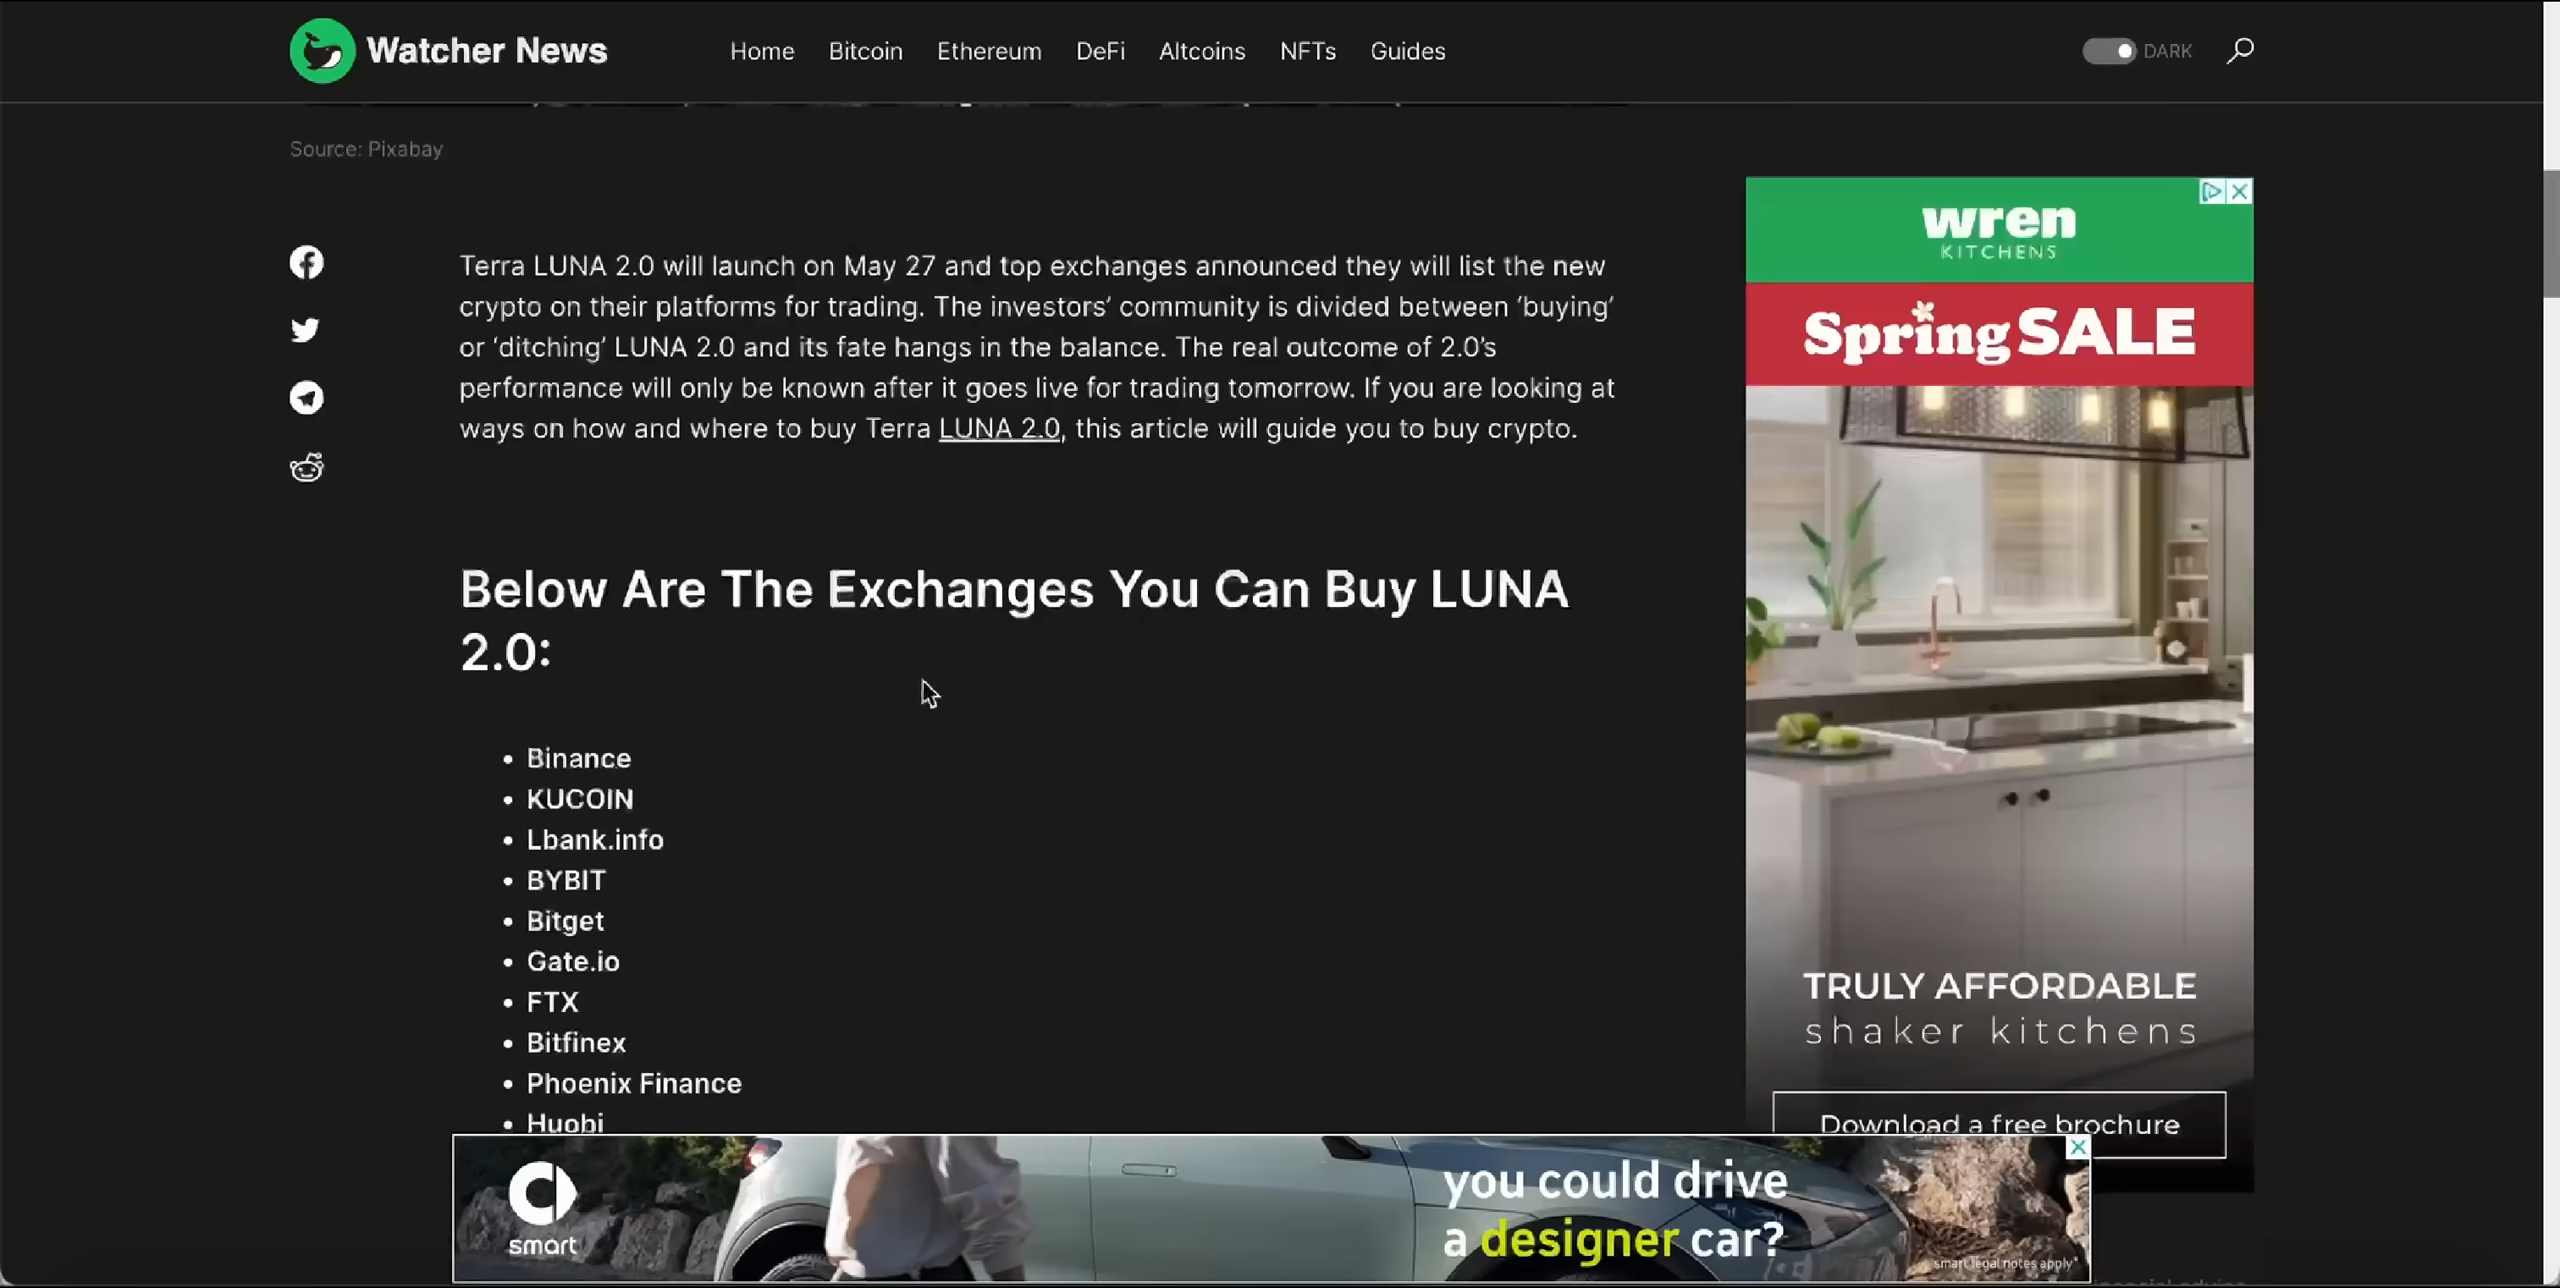 Watcher News
Home Bitcoin Ethereum DeFi Altcoins NFTs Guides
DARK
Source: Pixabay
Terra LUNA 2.0 will launch on May 27 and top exchanges announced they will list the new
crypto on their platforms for trading. The investors’ community is divided between ‘buying’
or ‘ditching’ LUNA 2.0 and its fate hangs in the balance. The real outcome of 2.0’s
performance will only be known after it goes live for trading tomorrow. If you are looking at
ways on how and where to buy Terra LUNA 2.0, this article will guide you to buy crypto.
Below Are The Exchanges You Can Buy LUNA
2.0:
• Binance
• KUCOIN
• Lbank.info
• BYBIT
• Bitget
• Gate.io
• FTX
• Bitfinex
• Phoenix Finance
• Huobi
wren
KITCHENS
Spring SALE
TRULY AFFORDABLE
shaker kitchens
Download a free brochure
smart
you could drive
a designer car?
smart legal notes apply*